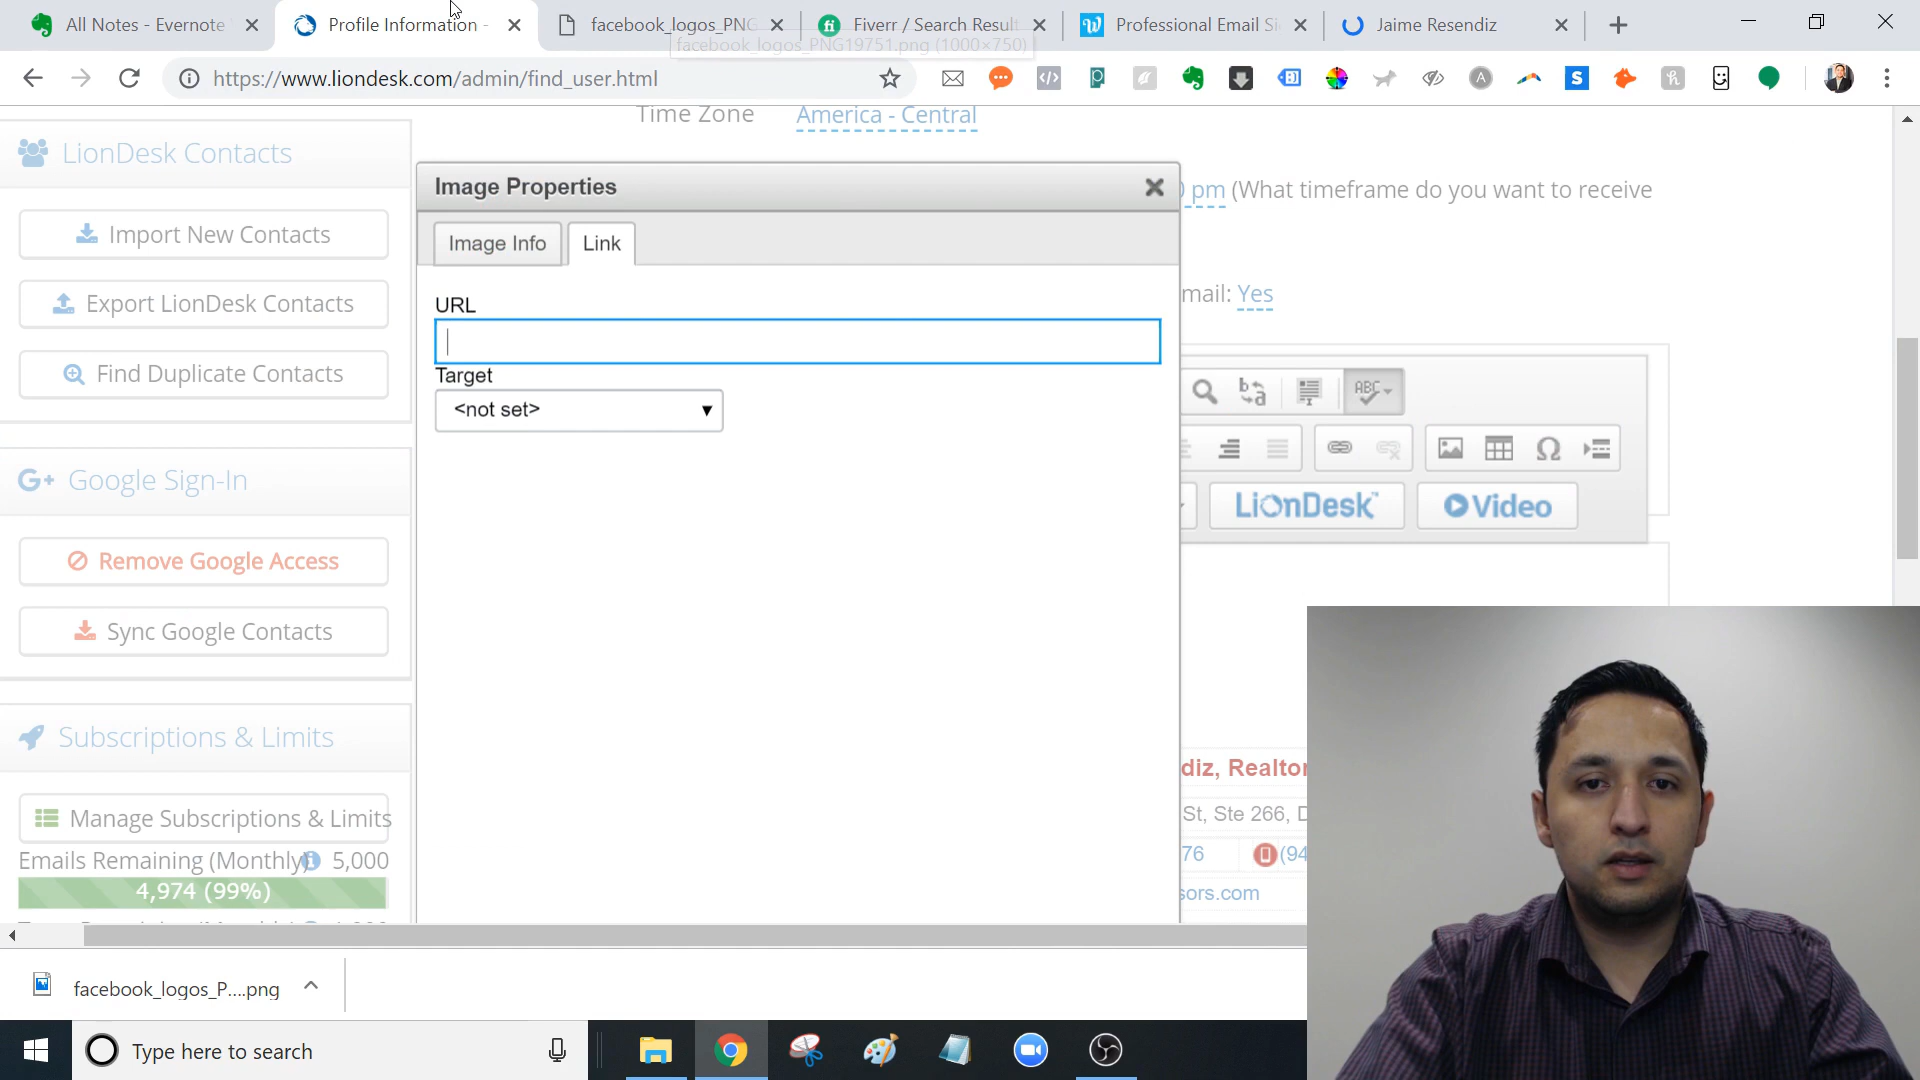 All Notes - Evernote
Profile Information -
facebook_logos_PNG
Fiverr / Search Result
Professional Email Si
Jaime Resendiz
facebook_logos_PNG19751.png (1000×750)
https://www.liondesk.com/admin/find_user.html
Time Zone America - Central
LionDesk Contacts
Import New Contacts
Export LionDesk Contacts
Find Duplicate Contacts
Google Sign-In
Remove Google Access
Sync Google Contacts
Subscriptions & Limits
Manage Subscriptions & Limits
Emails Remaining (Monthly) 5,000
4,974 (99%)
Image Properties
Image Info Link
URL
Target
<not set>
pm (What timeframe do you want to receive
mail: Yes
ABC
LionDesk™
Video
diz, Realtor
St, Ste 266, D
76 (94
sors.com
facebook_logos_P....png
Type here to search